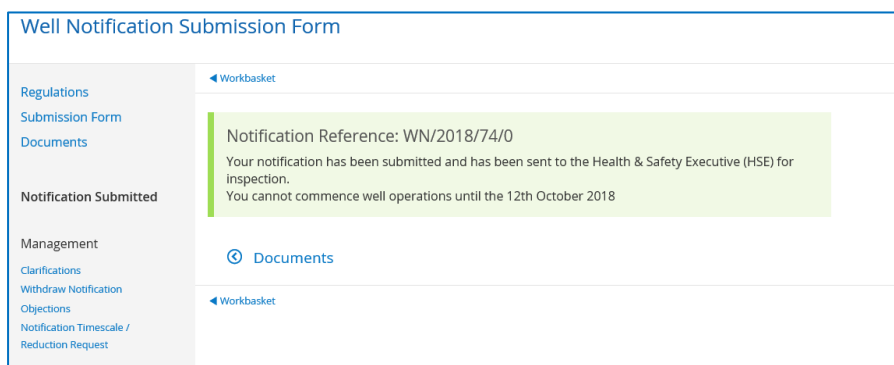 Well Notification Submission Form
Regulations
Submission Form
Documents
Notification Submitted
Management
Clarifications
Withdraw Notification
Objections
Notification Timescale /
Reduction Request
Workbasket
Notification Reference: WN/2018/74/0
Your notification has been submitted and has been sent to the Health & Safety Executive (HSE) for
inspection.
You cannot commence well operations until the 12th October 2018
Documents
Workbasket